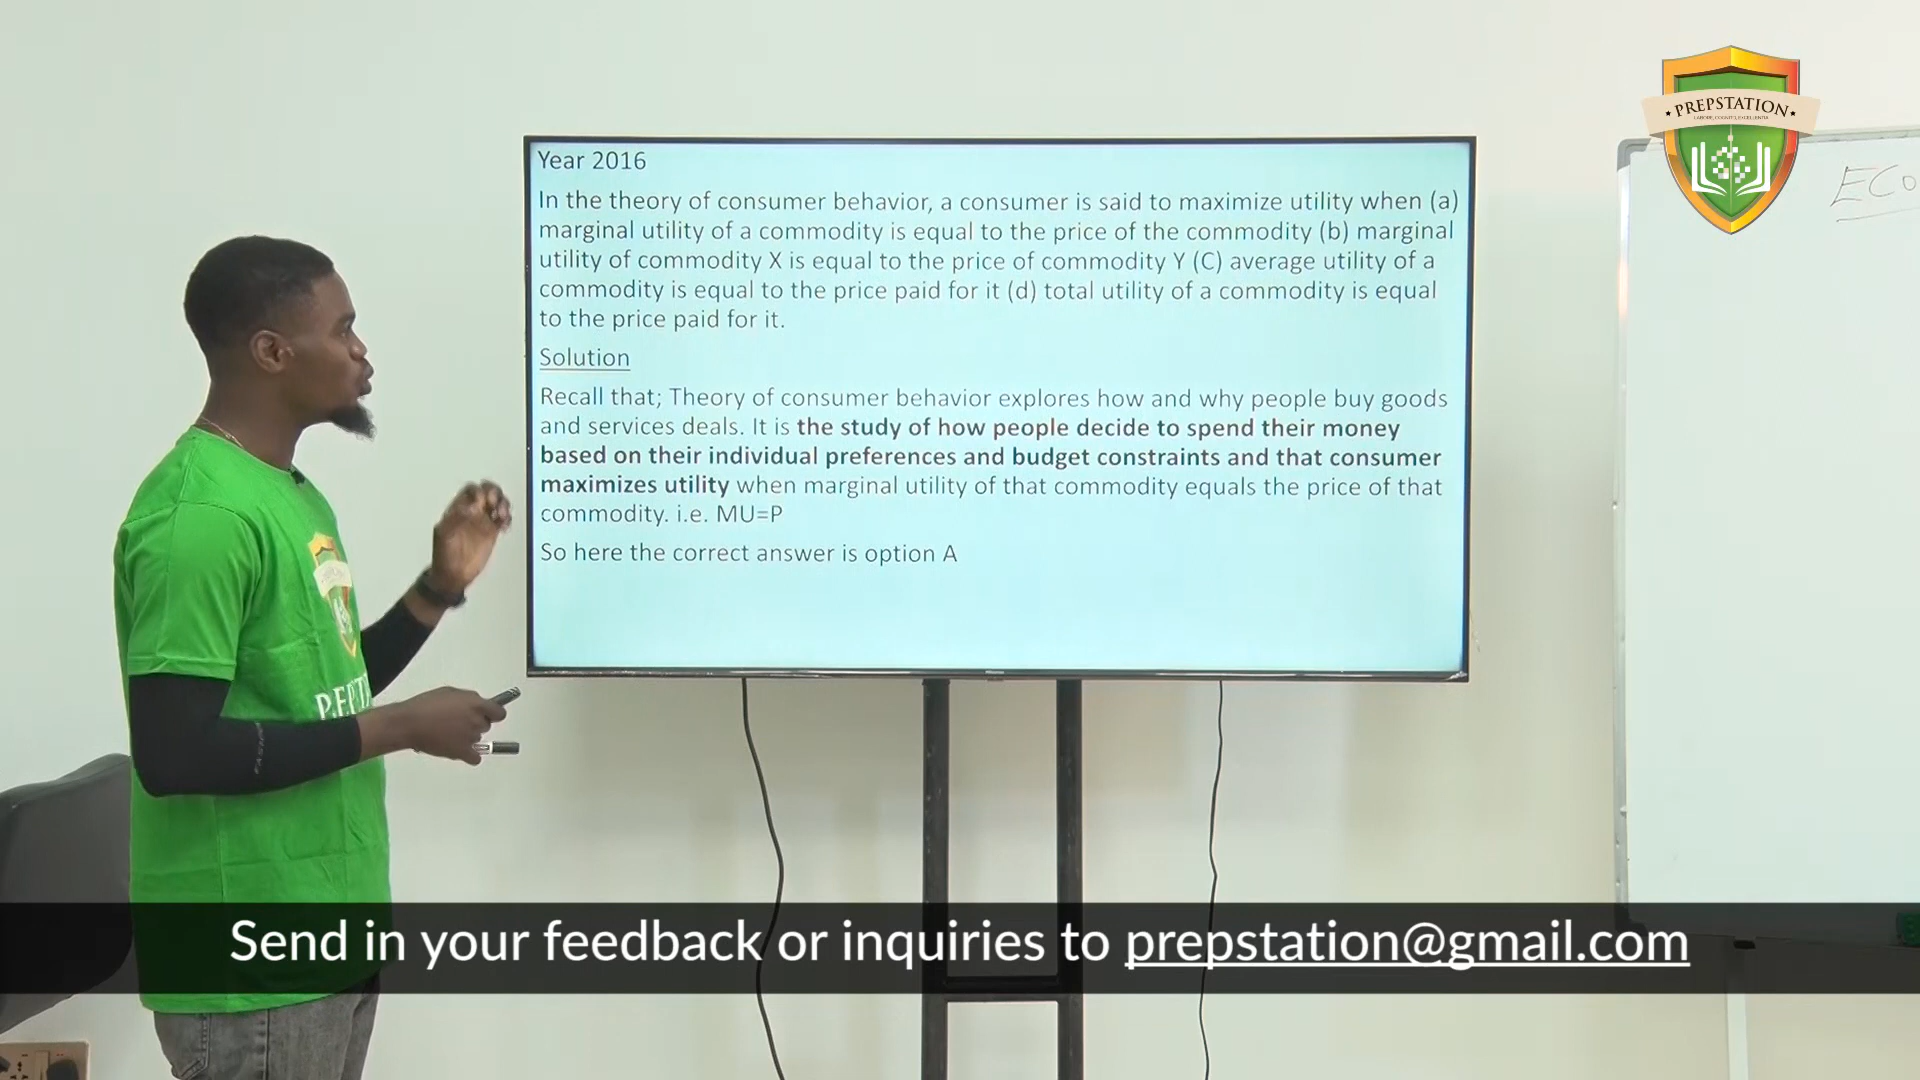 PREPSTATION
LABORE, COGNITO, EXCELLENTIA
ECO
Year 2016
In the theory of consumer behavior, a consumer is said to maximize utility when (a)
marginal utility of a commodity is equal to the price of the commodity (b) marginal
utility of commodity X is equal to the price of commodity Y (C) average utility of a
commodity is equal to the price paid for it (d) total utility of a commodity is equal
to the price paid for it.
Solution
Recall that; Theory of consumer behavior explores how and why people buy goods
and services deals. It is the study of how people decide to spend their money
based on their individual preferences and budget constraints and that consumer
maximizes utility when marginal utility of that commodity equals the price of that
commodity. i.e. MU=P
So here the correct answer is option A
Send in your feedback or inquiries to prepstation@gmail.com